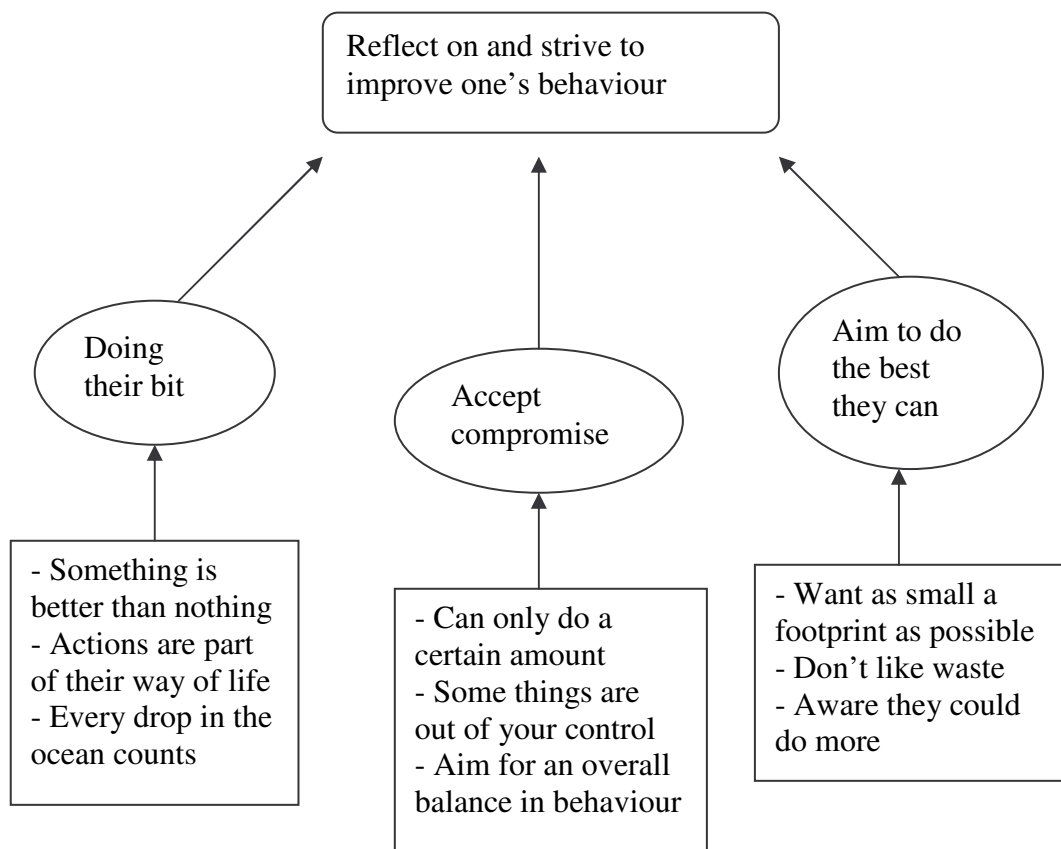 Reflect on and strive to
improve one’s behaviour
Doing
their bit
Accept
compromise
Aim to do
the best
they can
- Something is
better than nothing
- Actions are part
of their way of life
- Every drop in the
ocean counts
- Can only do a
certain amount
- Some things are
out of your control
- Aim for an overall
balance in behaviour
- Want as small a
footprint as possible
- Don’t like waste
- Aware they could
do more